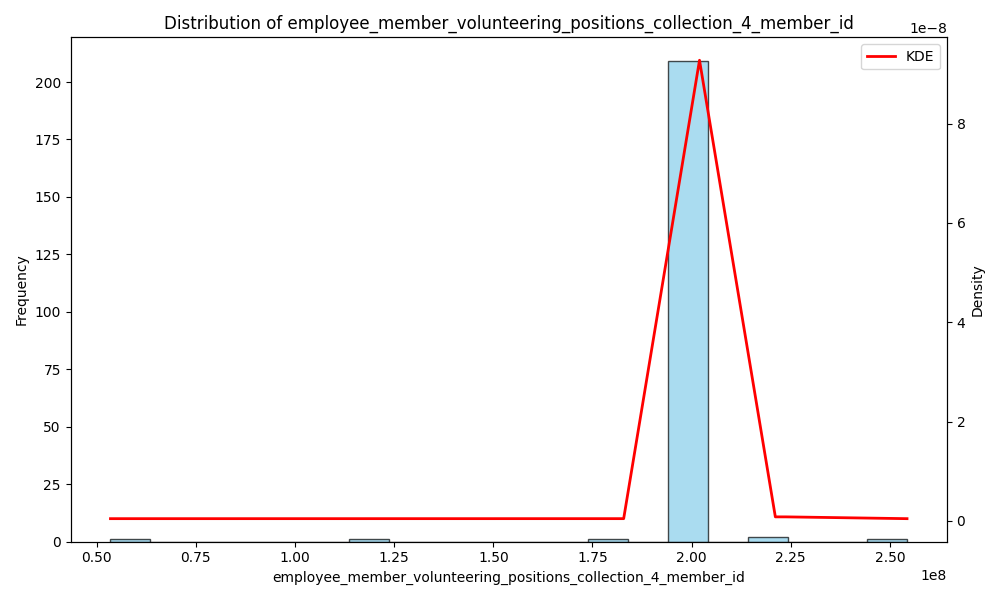 Distribution of employee_member_volunteering_positions_collection_4_member_id
1e−8
KDE
200
175
150
125
100
75
50
25
0
Frequency
8
6
4
2
0
Density
0.50 0.75 1.00 1.25 1.50 1.75 2.00 2.25 2.50
1e8
employee_member_volunteering_positions_collection_4_member_id